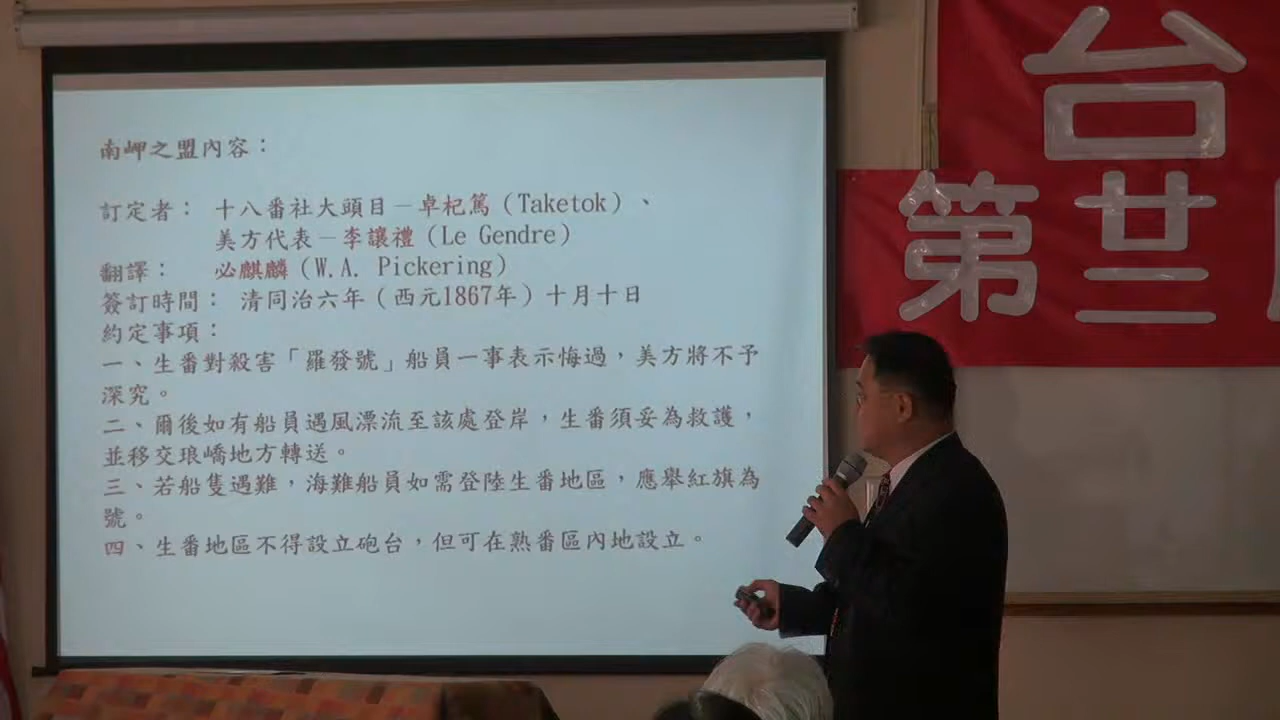 南岬之盟內容：
訂定者： 十八番社大頭目－卓杞篤（Taketok）、
美方代表－李讓禮（Le Gendre）
翻譯： 必麒麟（W.A. Pickering）
簽訂時間： 清同治六年（西元1867年）十月十日
約定事項：
一、生番對殺害「羅發號」船員一事表示悔過，美方將不予
深究。
二、爾後如有船員遇風漂流至該處登岸，生番須妥為救護，
並移交琅嶠地方轉送。
三、若船隻遇難，海難船員如需登陸生番地區，應舉紅旗為
號。
四、生番地區不得設立砲台，但可在熟番區內地設立。
台
第廿二